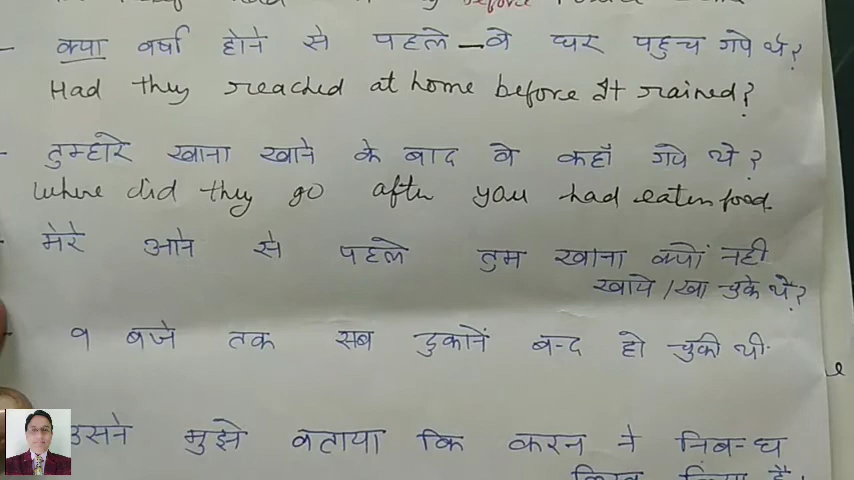 before
- क्या वर्षा होने से पहले - वे घर पहुच गये थे?
Had they reached at home before It rained?
- तुम्हारे खाना खाने के बाद वे कहाँ गये थे?
Where did they go after you had eaten food.
- मेरे आने से पहले तुम खाना क्यों नही
खाये / खा चुके थे?
- 9 बजे तक सब दुकानें बन्द हो चुकी थी.
उसने मुझे बताया कि करन ने निबन्ध
लिख लिया है।